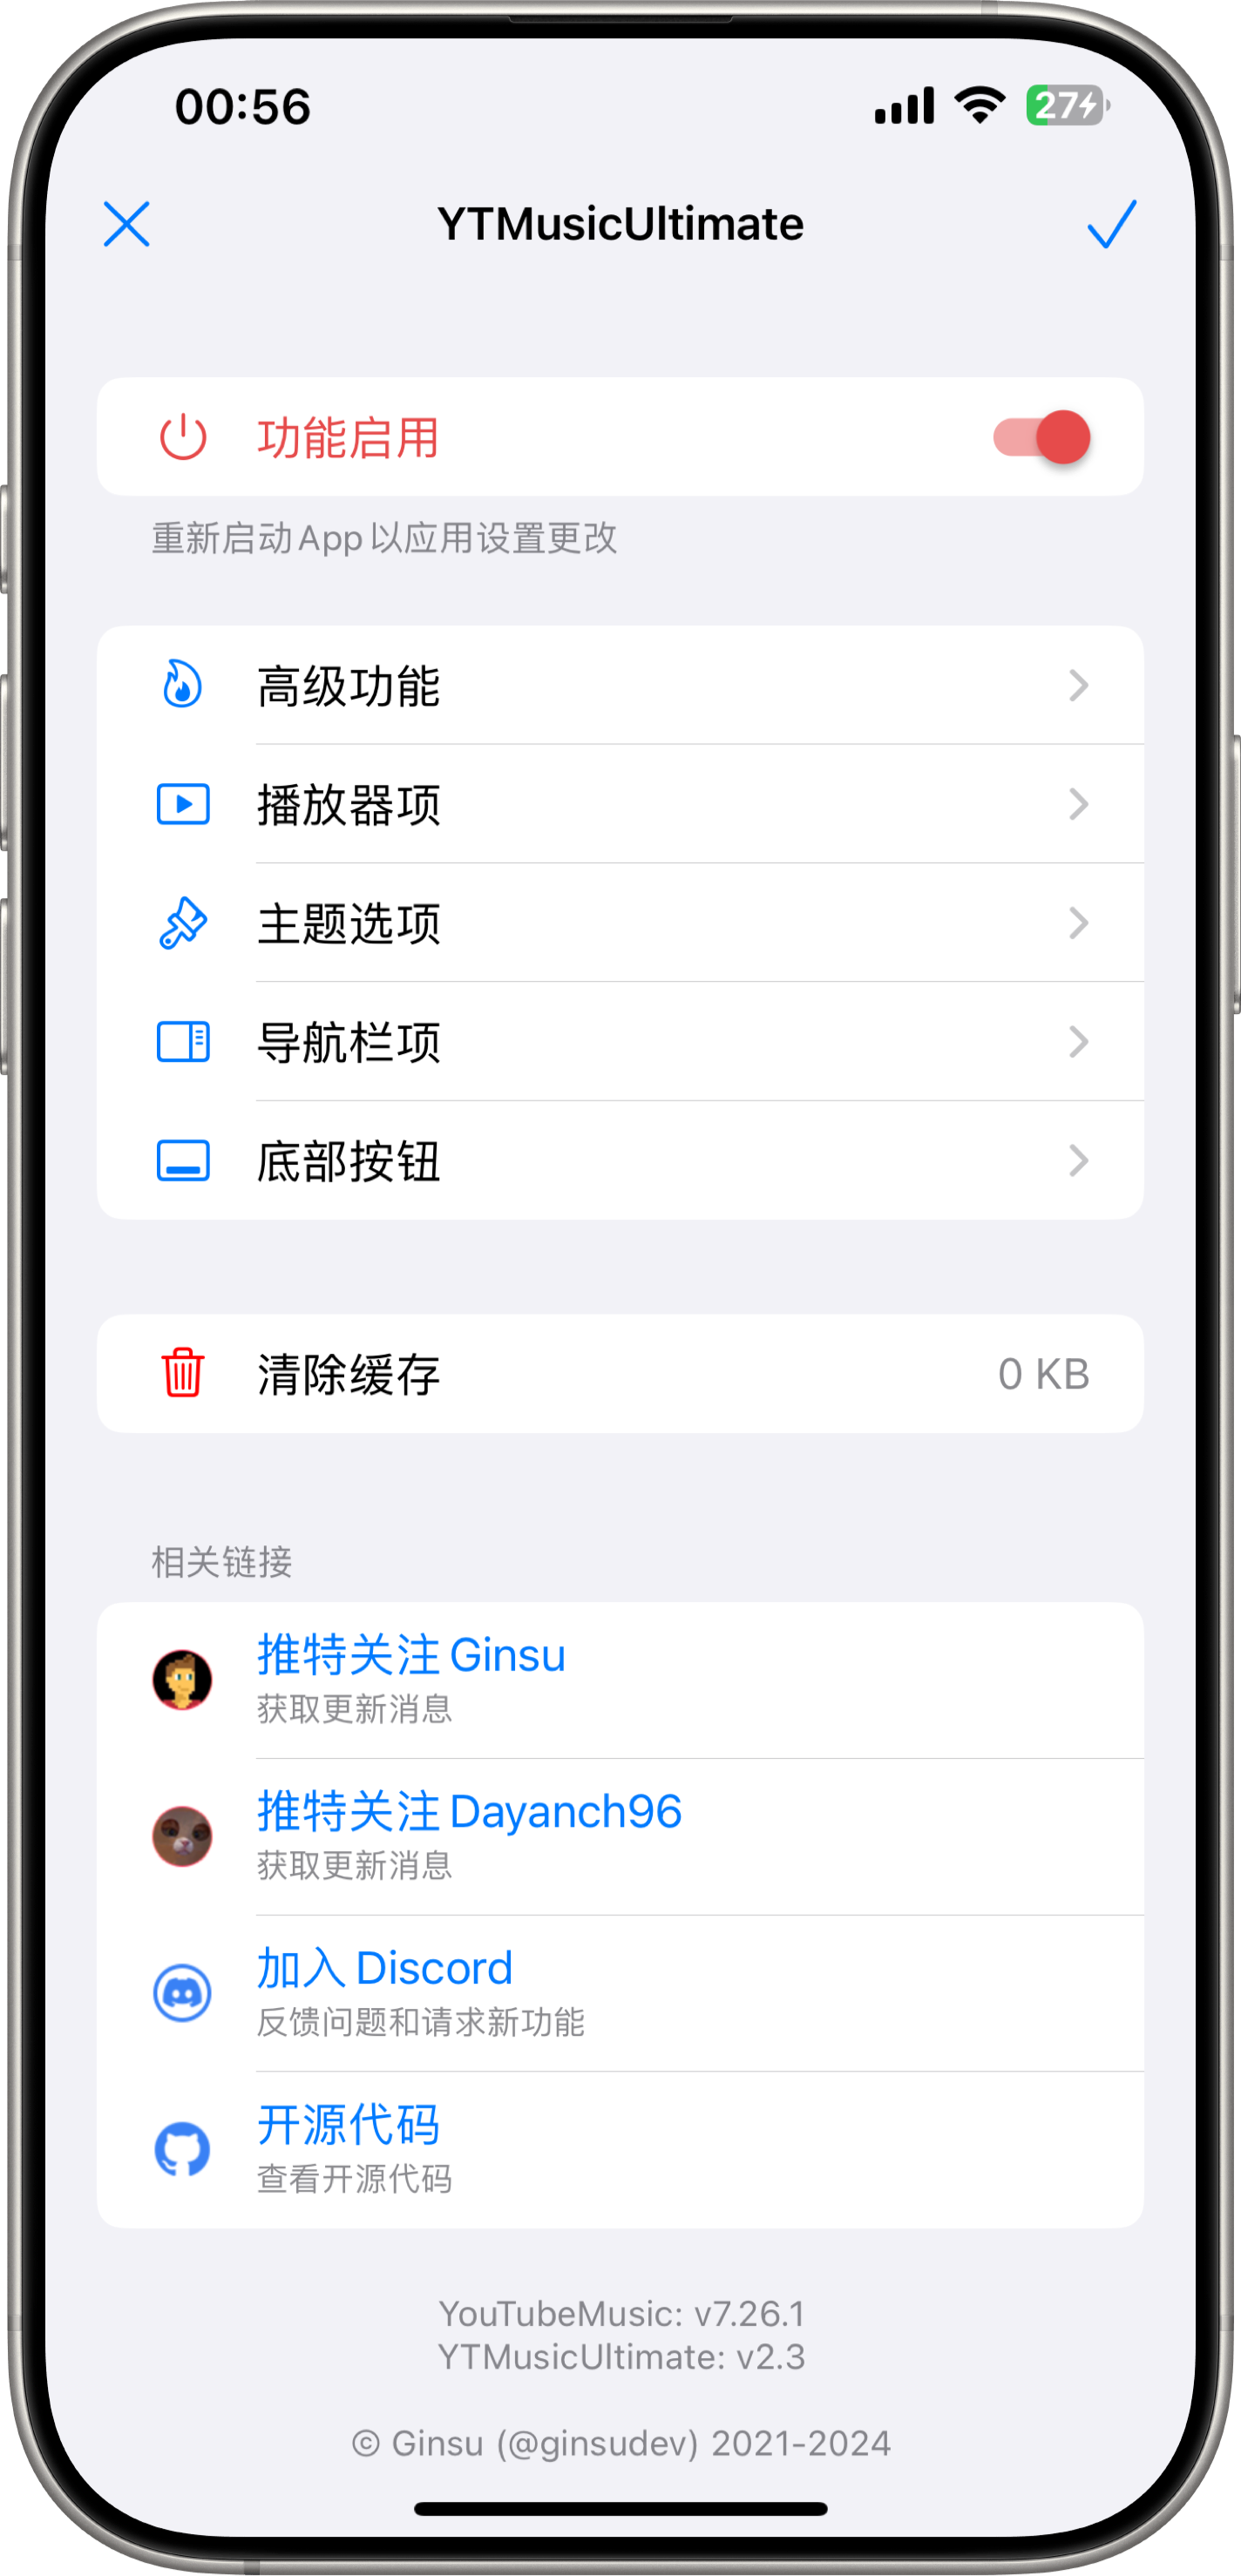 00:56
27
YTMusicUltimate
功能启用
重新启动App以应用设置更改
高级功能
播放器项
主题选项
导航栏项
底部按钮
清除缓存
0 KB
相关链接
推特关注 Ginsu
获取更新消息
推特关注 Dayanch96
获取更新消息
加入 Discord
反馈问题和请求新功能
开源代码
查看开源代码
YouTubeMusic: v7.26.1
YTMusicUltimate: v2.3
© Ginsu (@ginsudev) 2021-2024